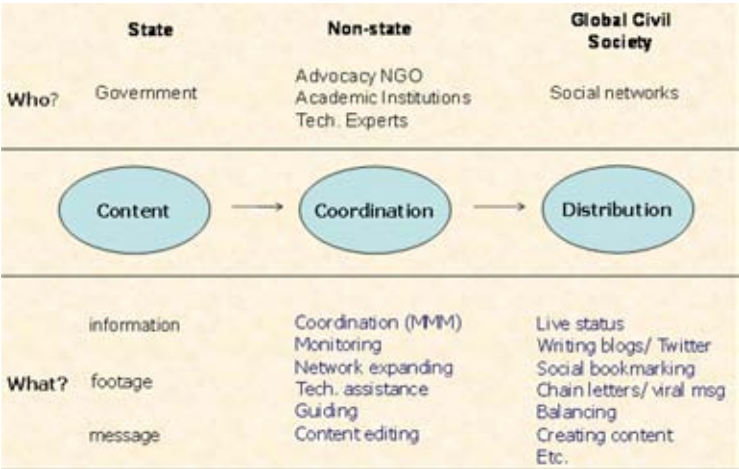 State
Non-state
Global Civil
Society
Who?
Government
Advocacy NGO
Academic Institutions
Tech. Experts
Social networks
Content
Coordination
Distribution
What?
information
footage
message
Coordination (MMM)
Monitoring
Network expanding
Tech. assistance
Guiding
Content editing
Live status
Writing blogs/ Twitter
Social bookmarking
Chain letters/ viral msg
Balancing
Creating content
Etc.